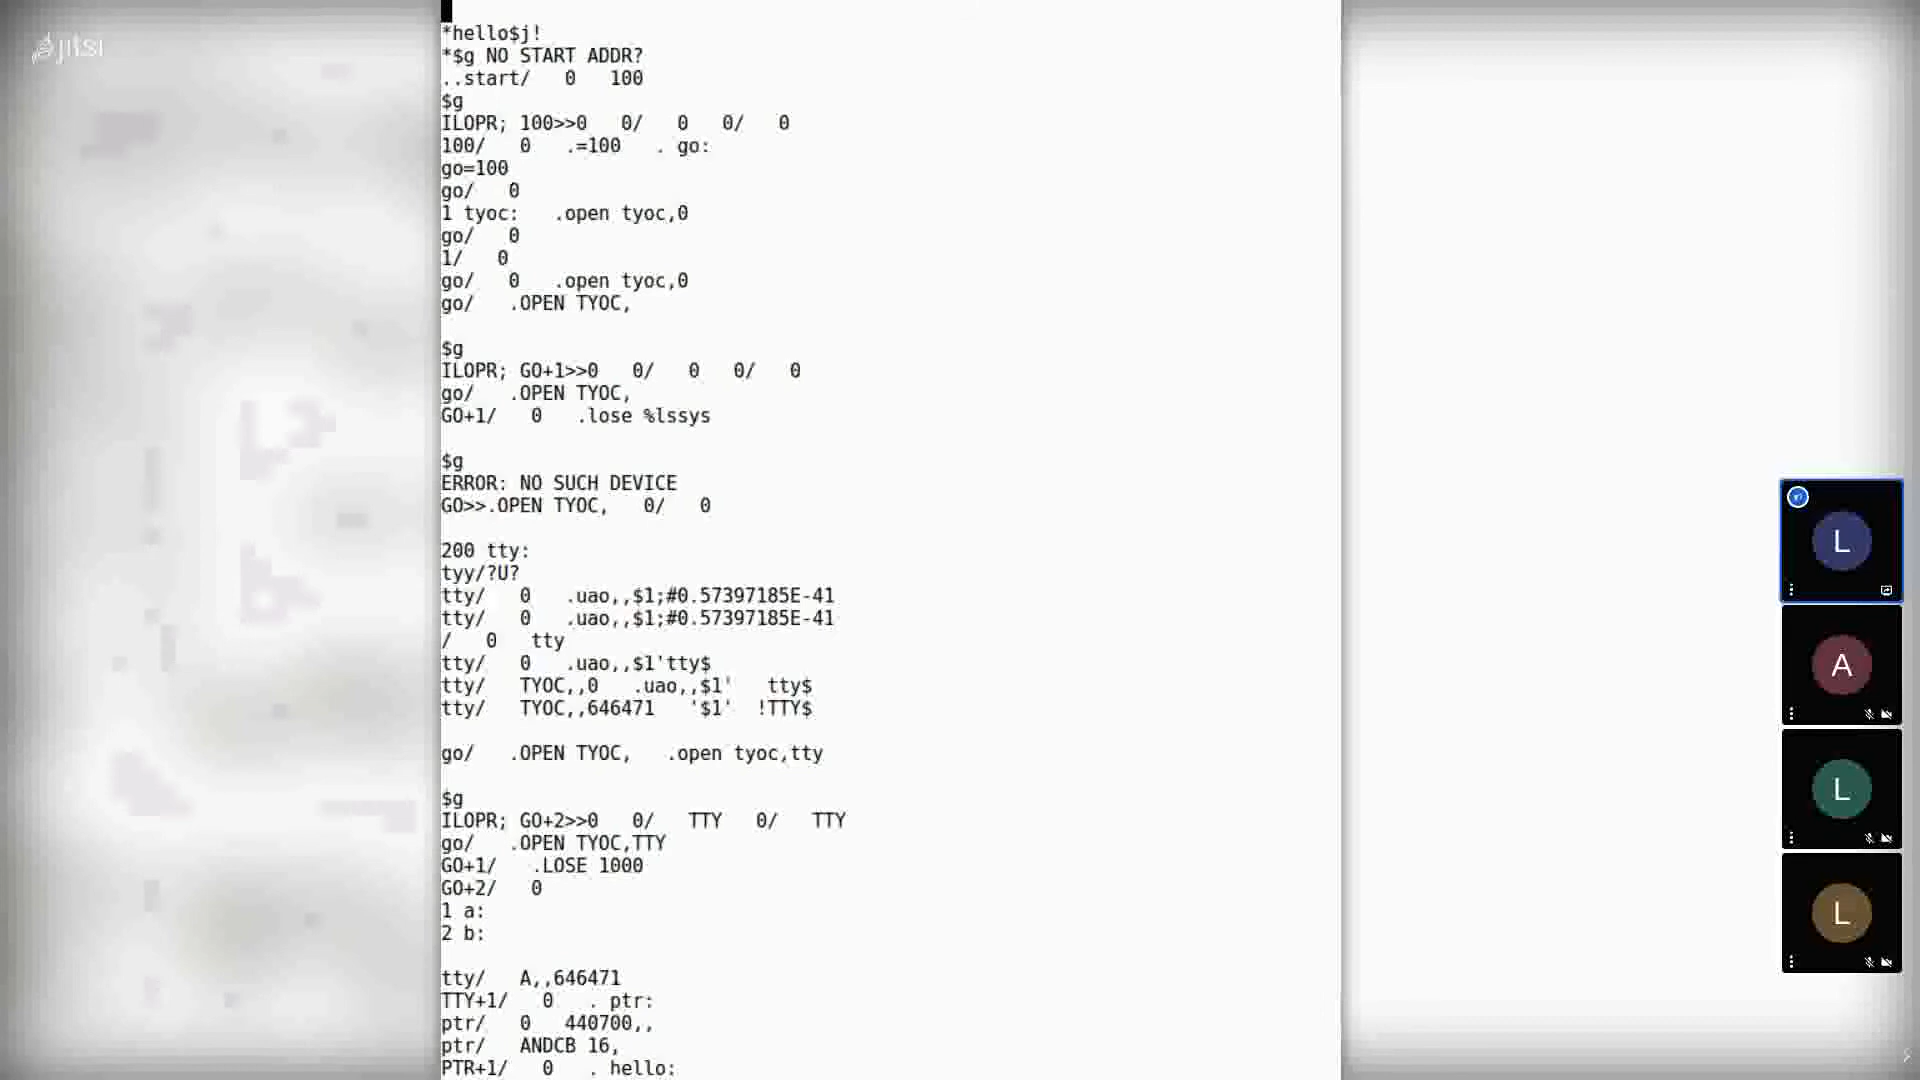 jitsi
*hello$j!
*$g NO START ADDR?
..start/   0   100
$g
ILOPR; 100>>0   0/   0   0/   0
100/   0   .=100   . go:
go=100
go/   0
1 tyoc:   .open tyoc,0
go/   0
1/   0
go/   0   .open tyoc,0
go/   .OPEN TYOC,
$g
ILOPR; GO+1>>0   0/   0   0/   0
go/   .OPEN TYOC,
GO+1/   0   .lose %lssys
$g
ERROR: NO SUCH DEVICE
GO>>.OPEN TYOC,   0/   0
200 tty:
tyy/?U?
tty/   0   .uao,,$1;#0.57397185E-41
tty/   0   .uao,,$1;#0.57397185E-41
/   0   tty
tty/   0   .uao,,$1'tty$
tty/   TYOC,,0   .uao,,$1'   tty$
tty/   TYOC,,646471   '$1'  !TTY$
go/   .OPEN TYOC,   .open tyoc,tty
$g
ILOPR; GO+2>>0   0/   TTY   0/   TTY
go/   .OPEN TYOC,TTY
GO+1/   .LOSE 1000
GO+2/   0
1 a:
2 b:
tty/   A,,646471
TTY+1/   0   . ptr:
ptr/   0   440700,,
ptr/   ANDCB 16,
PTR+1/   0   . hello:
L
A
L
L